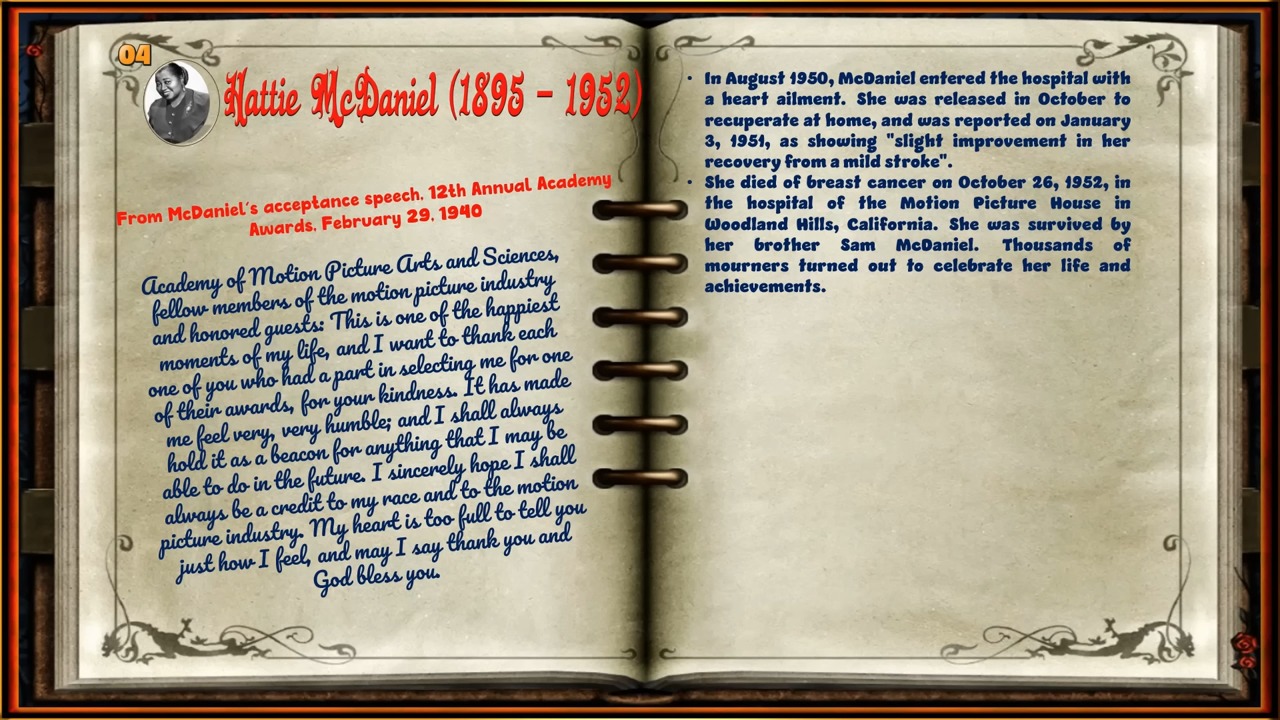 04
Hattie McDaniel (1895 - 1952)
From McDaniel's acceptance speech, 12th Annual Academy
Awards, February 29, 1940
Academy of Motion Picture Arts and Sciences,
fellow members of the motion picture industry
and honored guests: This is one of the happiest
moments of my life, and I want to thank each
one of you who had a part in selecting me for one
of their awards, for your kindness. It has made
me feel very, very humble; and I shall always
hold it as a beacon for anything that I may be
able to do in the future. I sincerely hope I shall
always be a credit to my race and to the motion
picture industry. My heart is too full to tell you
just how I feel, and may I say thank you and
God bless you.
• In August 1950, McDaniel entered the hospital with
a heart ailment. She was released in October to
recuperate at home, and was reported on January
3, 1951, as showing "slight improvement in her
recovery from a mild stroke".
• She died of breast cancer on October 26, 1952, in
the hospital of the Motion Picture House in
Woodland Hills, California. She was survived by
her brother Sam McDaniel. Thousands of
mourners turned out to celebrate her life and
achievements.